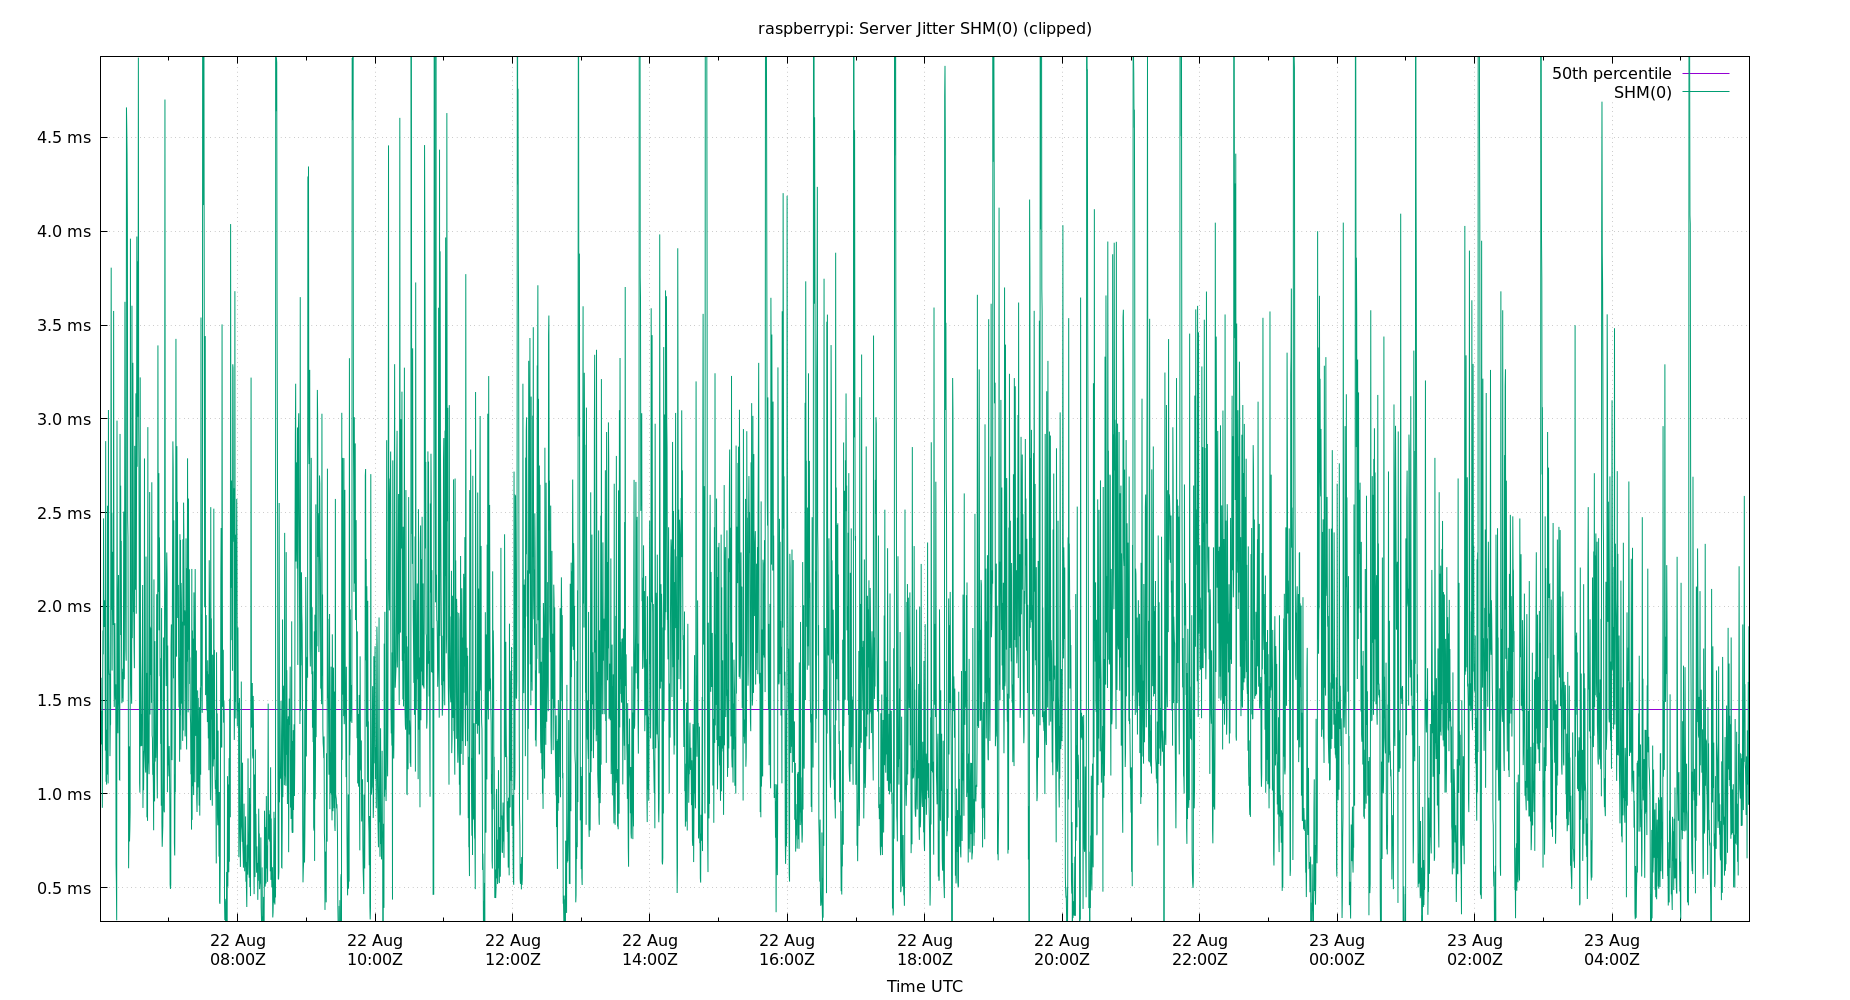 raspberrypi: Server Jitter SHM(0) (clipped)
50th percentile
SHM(0)
4.5 ms
4.0 ms
3.5 ms
3.0 ms
2.5 ms
2.0 ms
1.5 ms
1.0 ms
0.5 ms
22 Aug 22 Aug 22 Aug 22 Aug 22 Aug 22 Aug 22 Aug 22 Aug 23 Aug 23 Aug 23 Aug
08:00Z 10:00Z 12:00Z 14:00Z 16:00Z 18:00Z 20:00Z 22:00Z 00:00Z 02:00Z 04:00Z
Time UTC